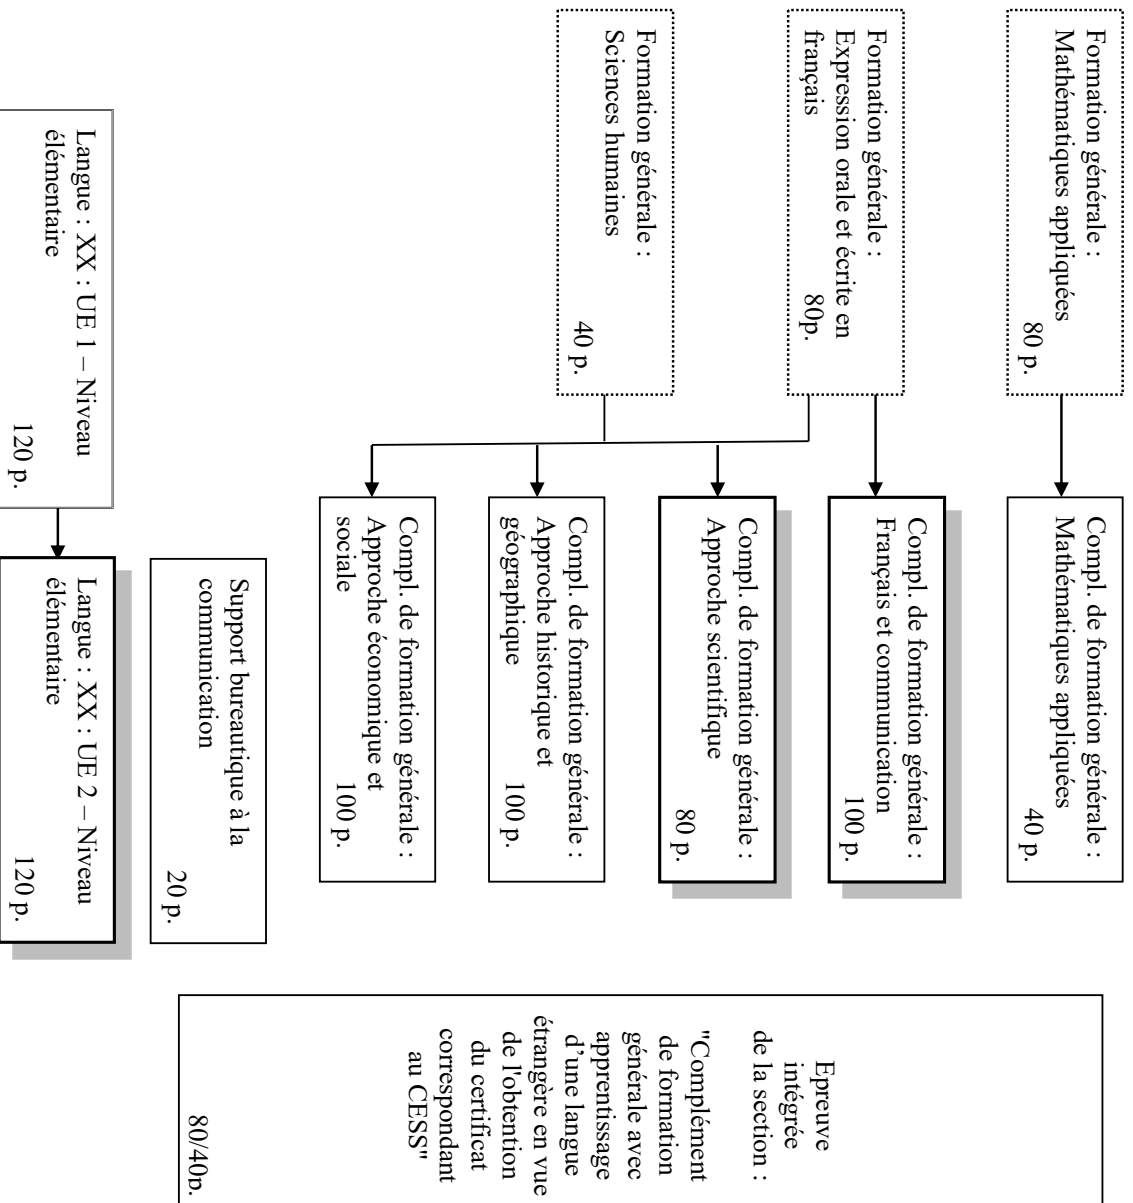 Formation générale :
Mathématiques appliquées
80 p.
Formation générale :
Expression orale et écrite en
français
80p.
Formation générale :
Sciences humaines
40 p.
Langue : XX : UE 1 – Niveau
élémentaire
120 p.
Compl. de formation générale :
Mathématiques appliquées
40 p.
Compl. de formation générale :
Français et communication
100 p.
Compl. de formation générale :
Approche scientifique
80 p.
Compl. de formation générale :
Approche historique et
géographique
100 p.
Compl. de formation générale :
Approche économique et
sociale
100 p.
Support bureautique à la
communication
20 p.
Langue : XX : UE 2 – Niveau
élémentaire
120 p.
Epreuve
intégrée
de la section :
"Complément
de formation
générale avec
apprentissage
d’une langue
étrangère en vue
de l'obtention
du certificat
correspondant
au CESS"
80/40p.